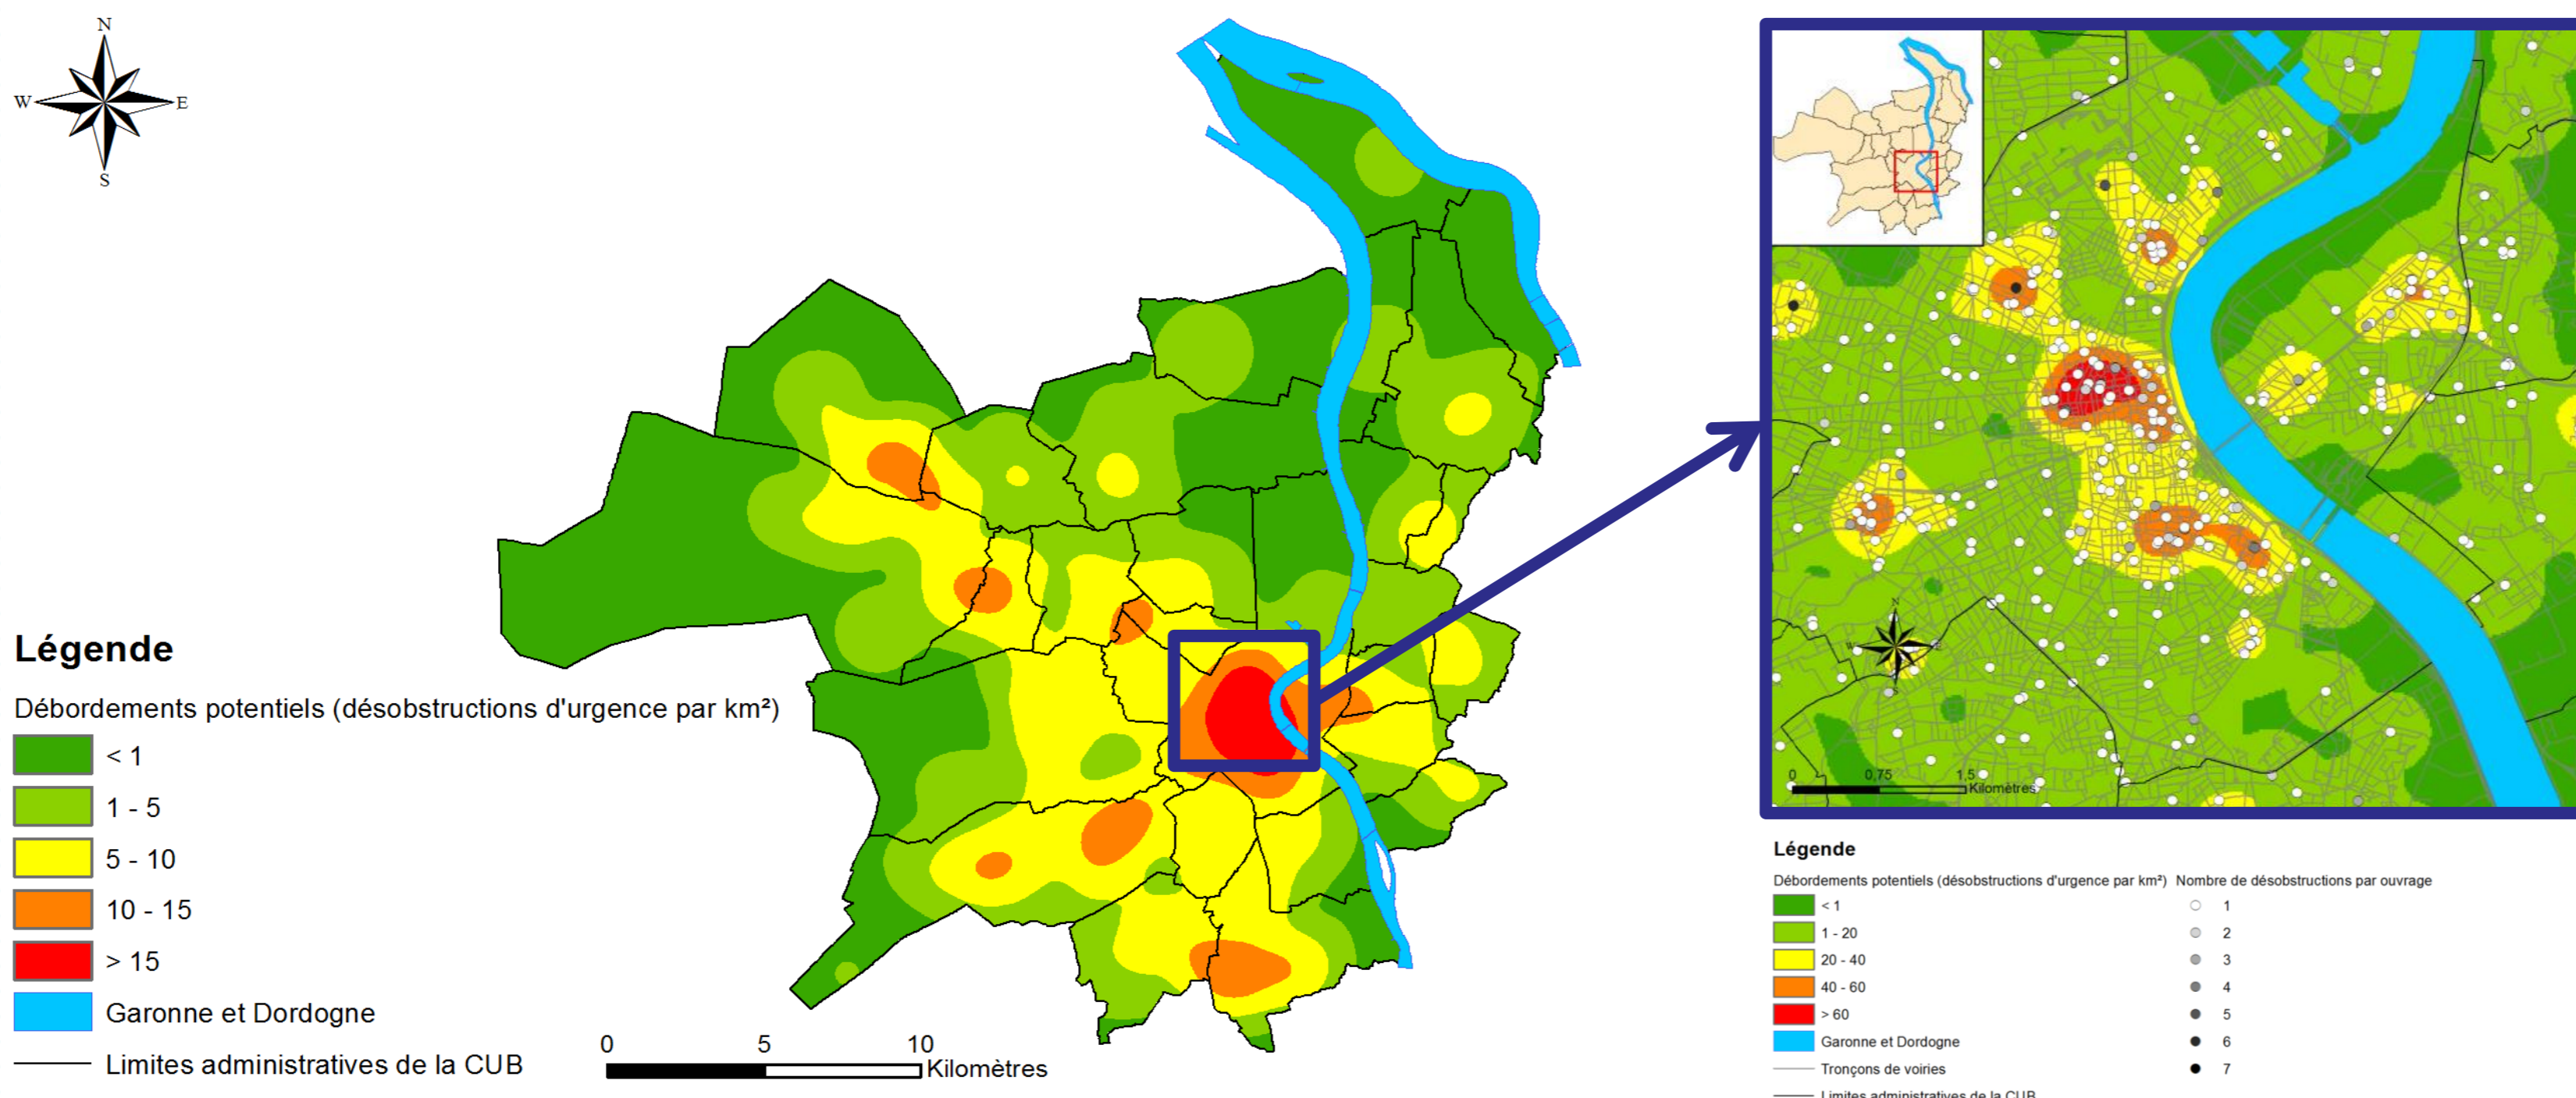 N
W E
S
Légende
Débordements potentiels (désobstructions d'urgence par km²)
< 1
1 - 5
5 - 10
10 - 15
> 15
Garonne et Dordogne
Limites administratives de la CUB
0 5 10
Kilomètres
N
S
0 0,75 1,5
Kilomètres
Légende
Débordements potentiels (désobstructions d'urgence par km²) Nombre de désobstructions par ouvrage
< 1 1
1 - 20 2
20 - 40 3
40 - 60 4
> 60 5
Garonne et Dordogne 6
Tronçons de voiries 7
Limites administratives de la CUB